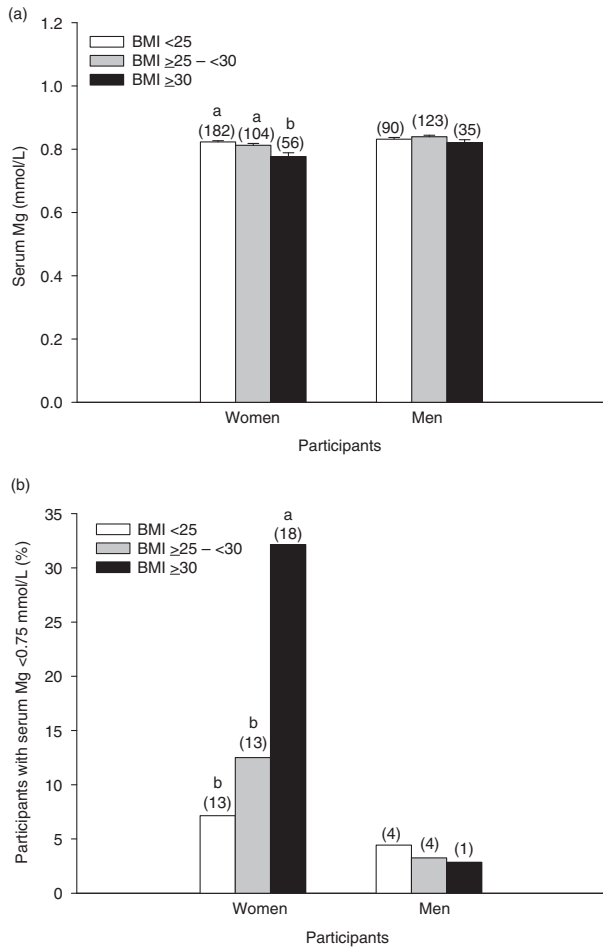 (a)
1.2
1.0
0.8
0.6
0.4
0.2
0.0
Serum Mg (mmol/L)
BMI <25
BMI ≥25 – <30
BMI ≥30
a
a
b
(182)
(104)
(56)
(90)
(123)
(35)
Women
Men
Participants
(b)
35
30
25
20
15
10
5
0
Participants with serum Mg <0.75 mmol/L (%)
BMI <25
BMI ≥25 – <30
BMI ≥30
a
(18)
b
(13)
b
(13)
(4)
(4)
(1)
Women
Men
Participants